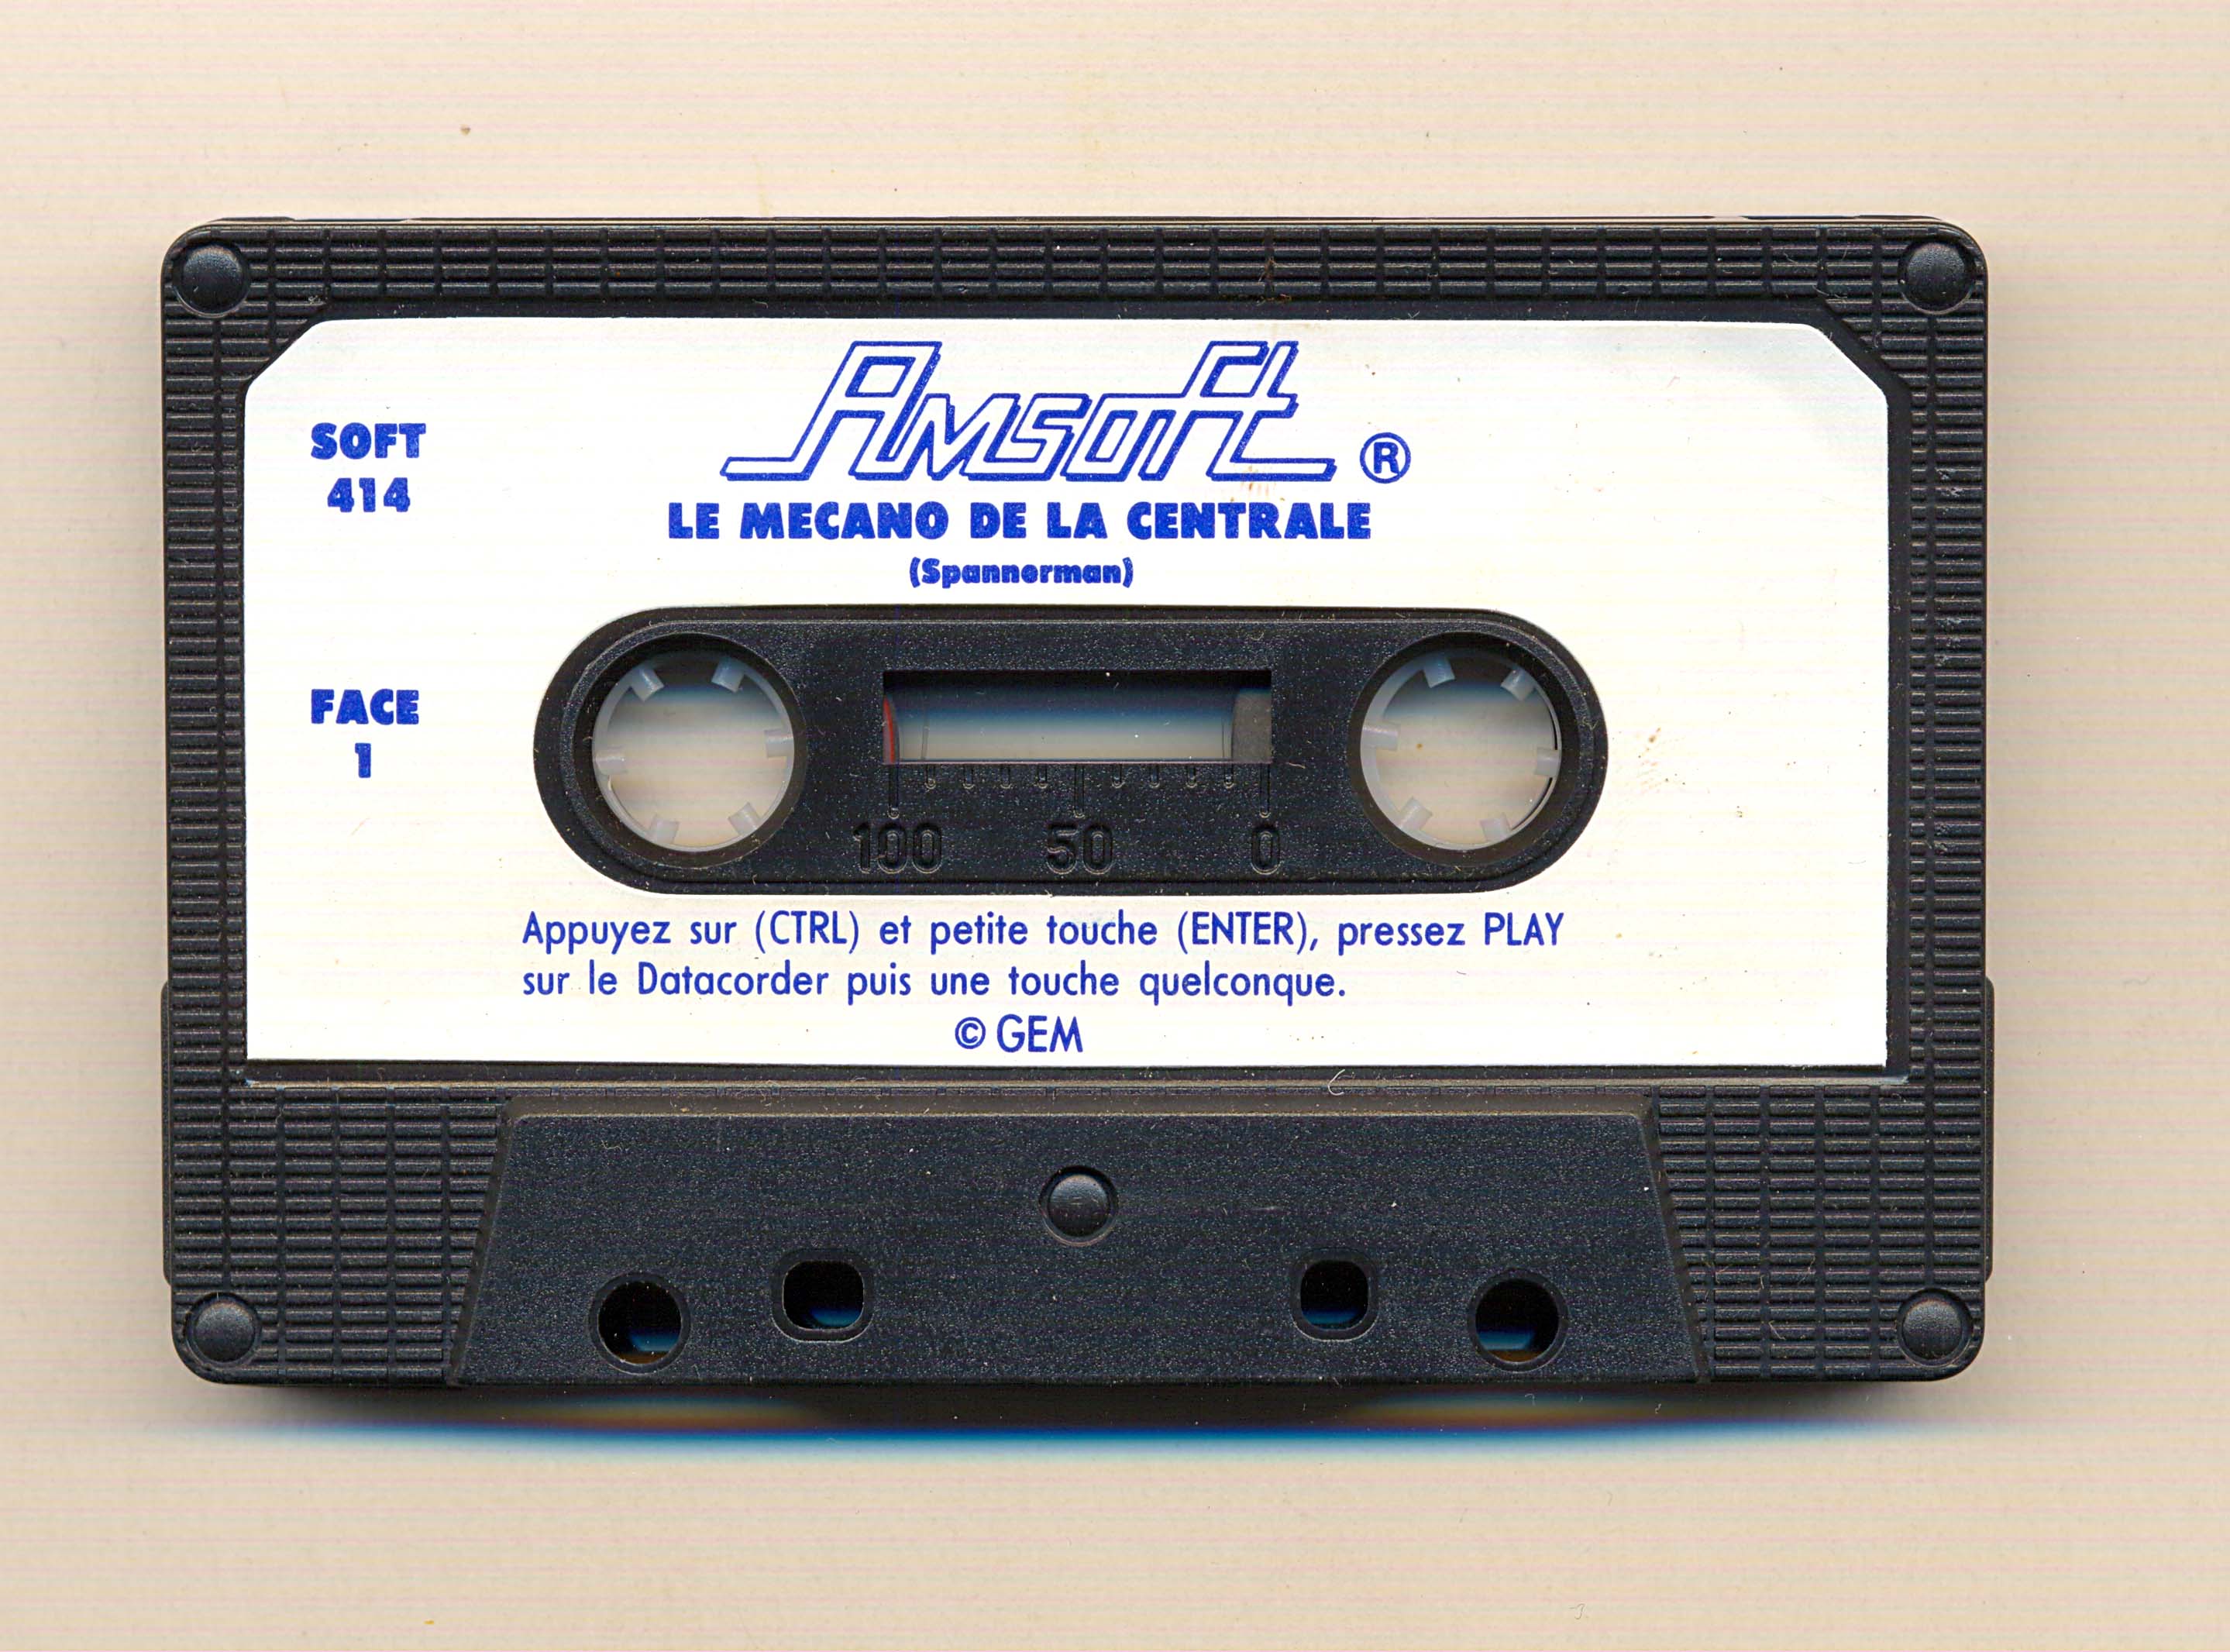 Amsoft ®
SOFT
414
LE MECANO DE LA CENTRALE
(Spannerman)
FACE
1
100 50 0
Appuyez sur (CTRL) et petite touche (ENTER), pressez PLAY
sur le Datacorder puis une touche quelconque.
© GEM